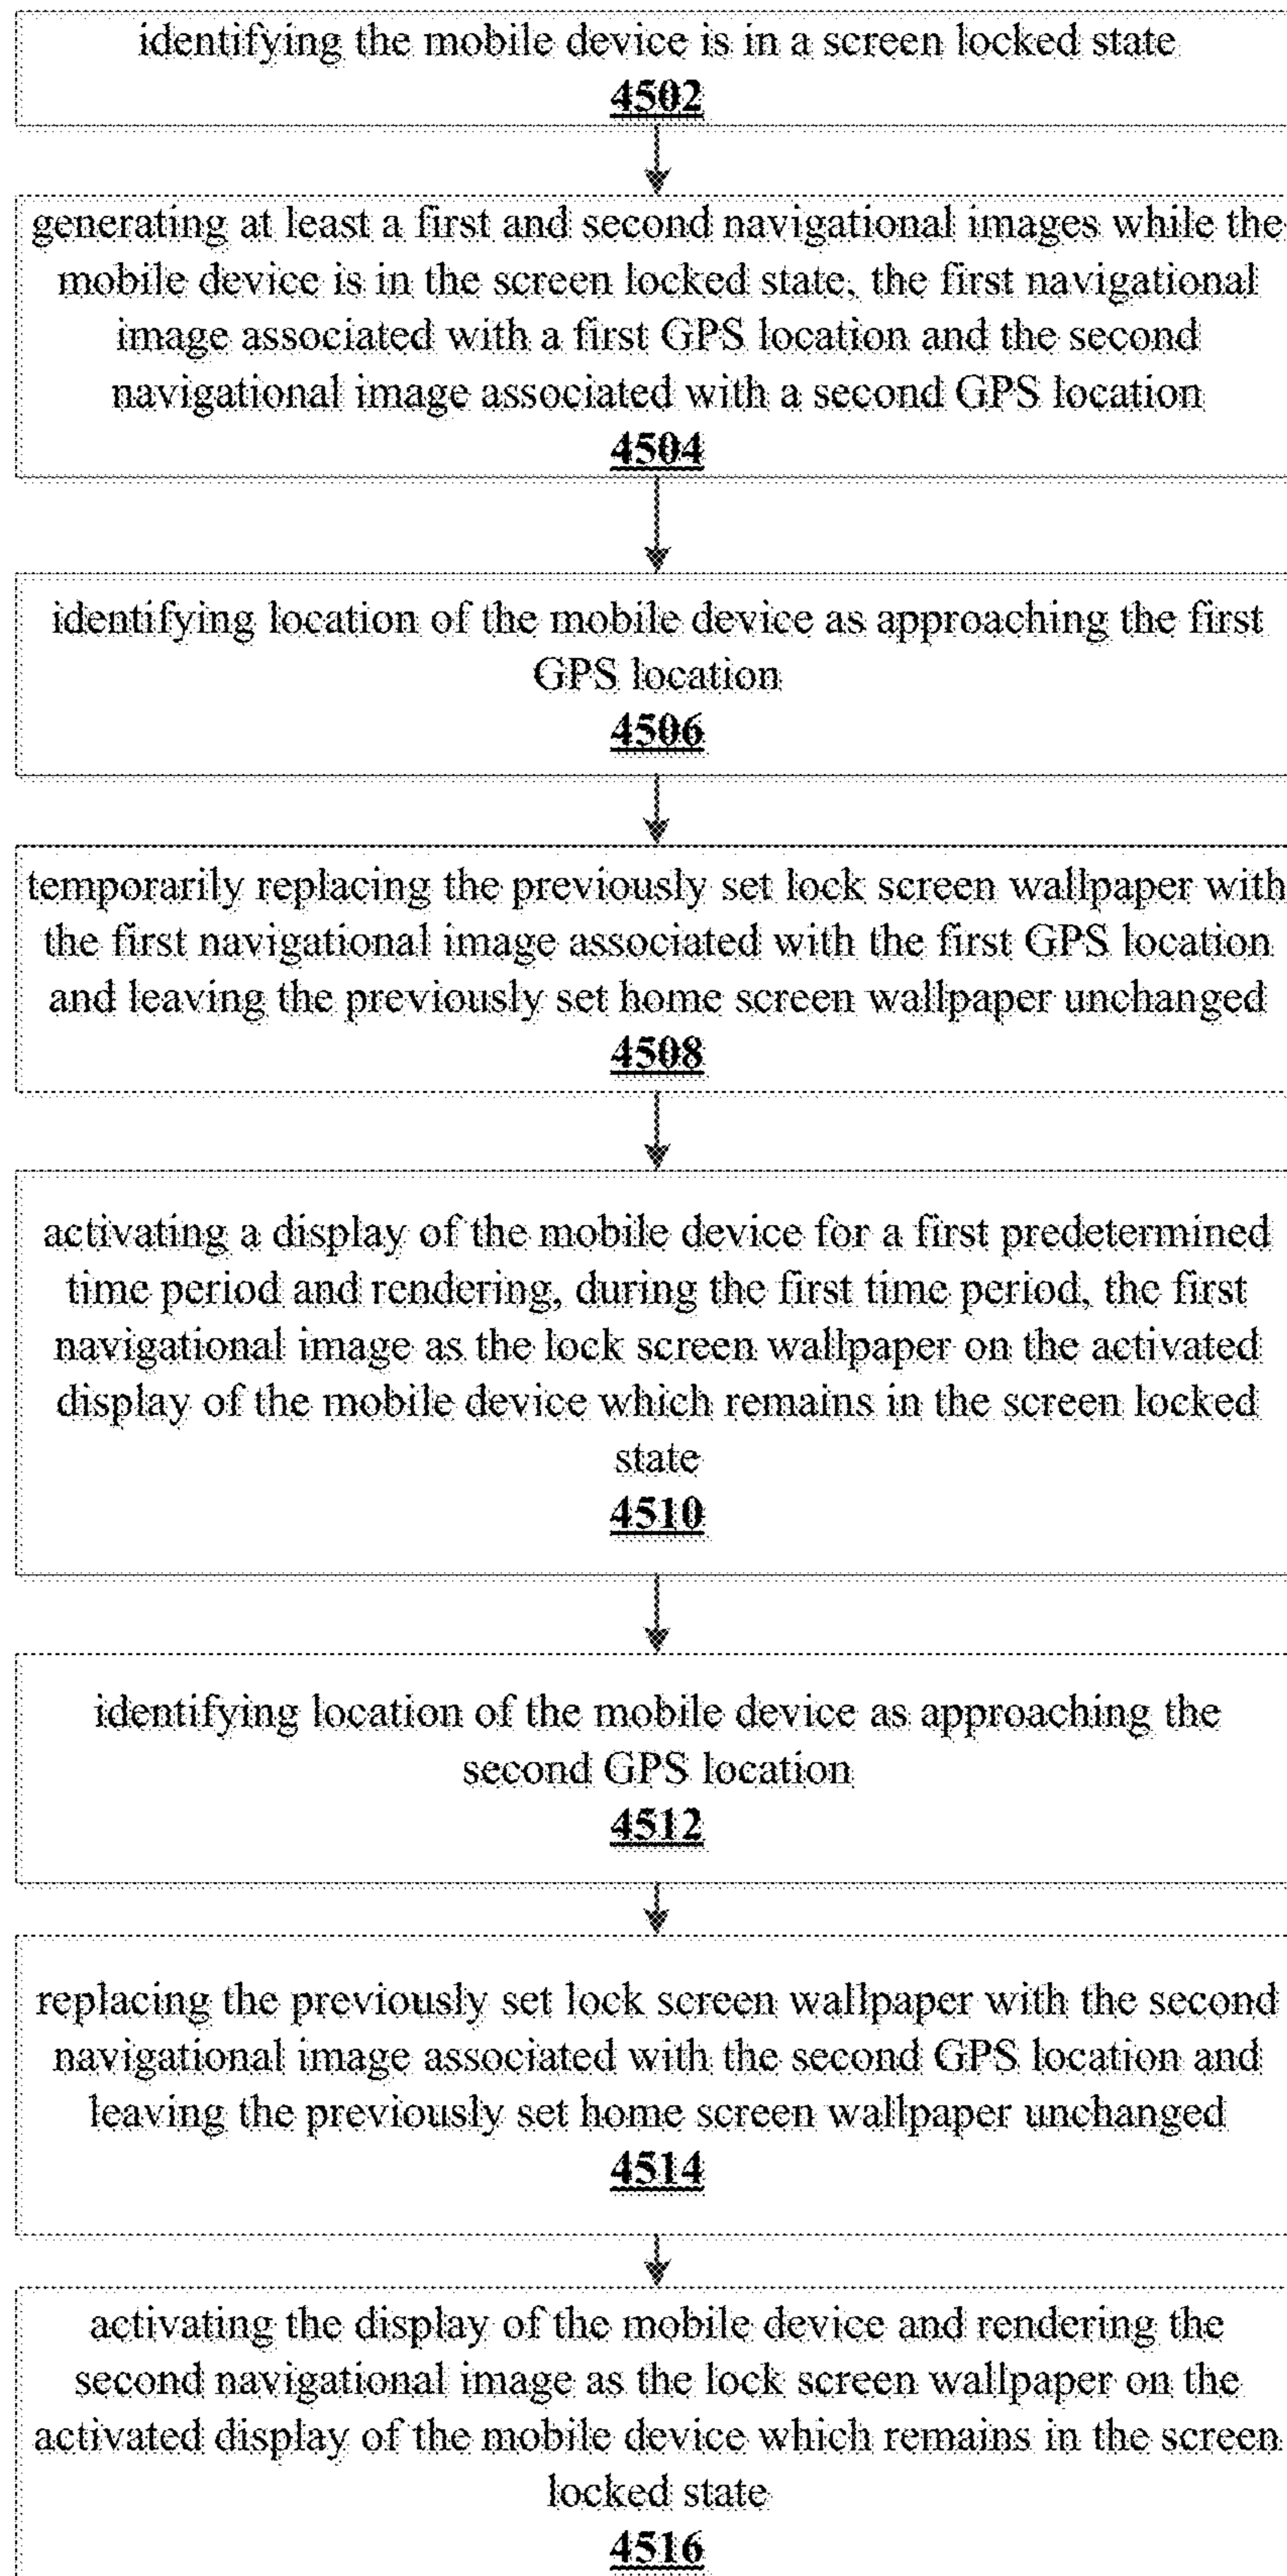 identifying the mobile device is in a screen locked state
4502
generating at least a first and second navigational images while the
mobile device is in the screen locked state, the first navigational
image associated with a first GPS location and the second
navigational image associated with a second GPS location
4504
identifying location of the mobile device as approaching the first
GPS location
4506
temporarily replacing the previously set lock screen wallpaper with
the first navigational image associated with the first GPS location
and leaving the previously set home screen wallpaper unchanged
4508
activating a display of the mobile device for a first predetermined
time period and rendering, during the first time period, the first
navigational image as the lock screen wallpaper on the activated
display of the mobile device which remains in the screen locked
state
4510
identifying location of the mobile device as approaching the
second GPS location
4512
replacing the previously set lock screen wallpaper with the second
navigational image associated with the second GPS location and
leaving the previously set home screen wallpaper unchanged
4514
activating the display of the mobile device and rendering the
second navigational image as the lock screen wallpaper on the
activated display of the mobile device which remains in the screen
locked state
4516